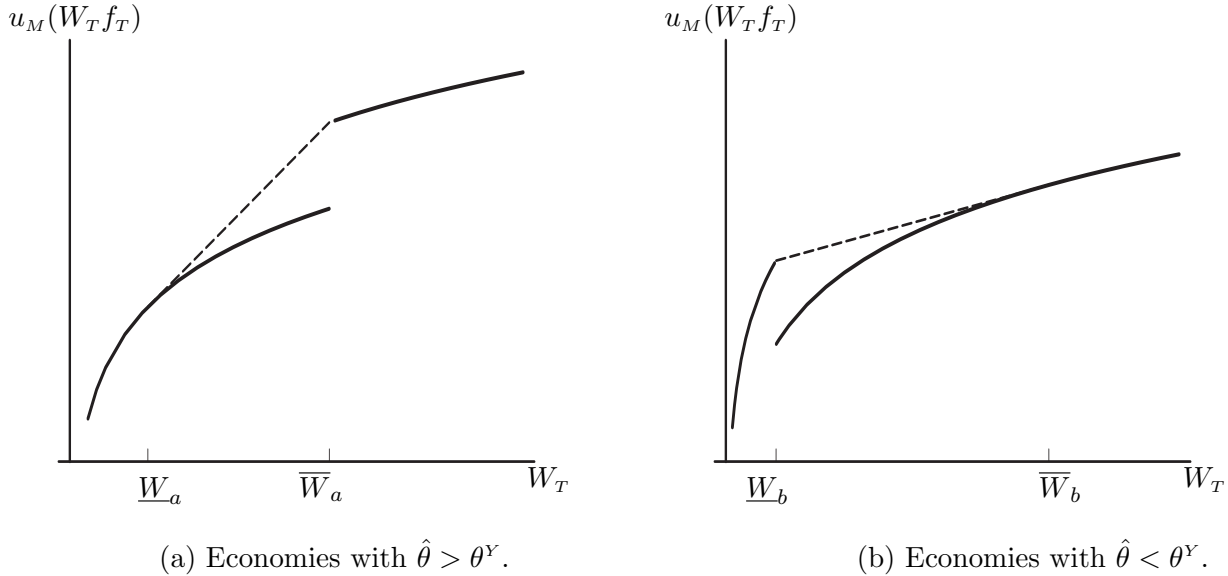 u_M(W_T f_T)
W̲_a
W̅_a
W_T
(a) Economies with θ̂ > θ^Y.
u_M(W_T f_T)
W̲_b
W̅_b
W_T
(b) Economies with θ̂ < θ^Y.